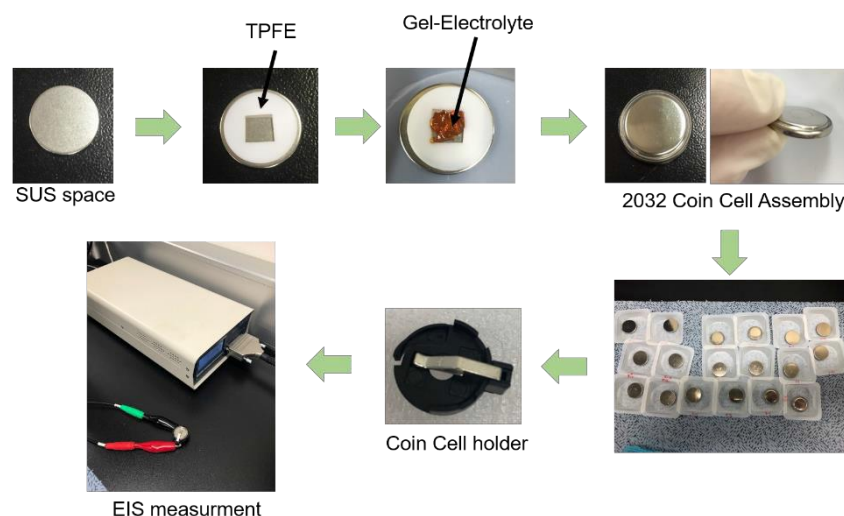 TPFE
Gel-Electrolyte
SUS space
2032 Coin Cell Assembly
Coin Cell holder
EIS measurment